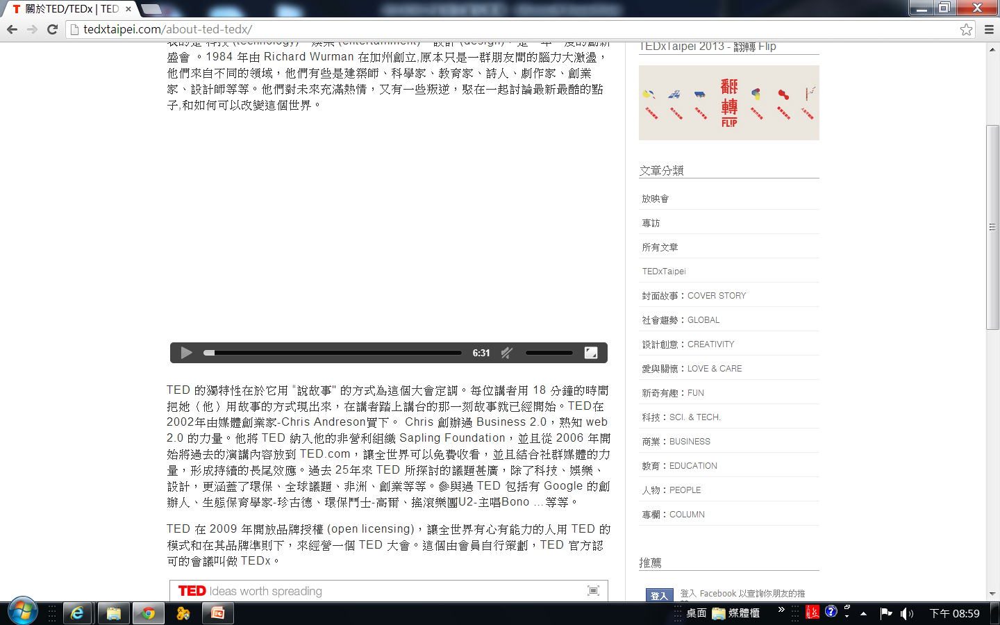 關於TED/TEDx | TED
tedxtaipei.com/about-ted-tedx/
表的是 科技 (technology)、娛樂 (entertainment)、設計 (design)，是一年一度的創新
盛會 。1984 年由 Richard Wurman 在加州創立,原本只是一群朋友間的腦力大激盪，
他們來自不同的領域，他們有些是建築師、科學家、教育家、詩人、劇作家、創業
家、設計師等等。他們對未來充滿熱情，又有一些叛逆，聚在一起討論最新最酷的點
子,和如何可以改變這個世界。
6:31
TED 的獨特性在於它用 “說故事" 的方式為這個大會定調。每位講者用 18 分鐘的時間
把她（他）用故事的方式現出來，在講者踏上講台的那一刻故事就已經開始。TED在
2002年由媒體創業家-Chris Andreson買下。 Chris 創辦過 Business 2.0，熟知 web
2.0 的力量。他將 TED 納入他的非營利組織 Sapling Foundation，並且從 2006 年開
始將過去的演講內容放到 TED.com，讓全世界可以免費收看，並且結合社群媒體的力
量，形成持續的長尾效應。過去 25年來 TED 所探討的議題甚廣，除了科技、娛樂、
設計，更涵蓋了環保、全球議題、非洲、創業等等。參與過 TED 包括有 Google 的創
辦人、生態保育學家-珍古德、環保鬥士-高爾、搖滾樂團U2-主唱Bono …等等。
TED 在 2009 年開放品牌授權 (open licensing)，讓全世界有心有能力的人用 TED 的
模式和在其品牌準則下，來經營一個 TED 大會。這個由會員自行策劃，TED 官方認
可的會議叫做 TEDx。
TED Ideas worth spreading
TEDxTaipei 2013 - 翻轉 Flip
翻
轉
FL!P
文章分類
放映會
專訪
所有文章
TEDxTaipei
封面故事：COVER STORY
社會趨勢：GLOBAL
設計創意：CREATIVITY
愛與關懷：LOVE & CARE
新奇有趣：FUN
科技：SCI. & TECH.
商業：BUSINESS
教育：EDUCATION
人物：PEOPLE
專欄：COLUMN
推薦
登入 登入 Facebook 以查詢你朋友的推
桌面 媒體櫃 » 下午 08:59